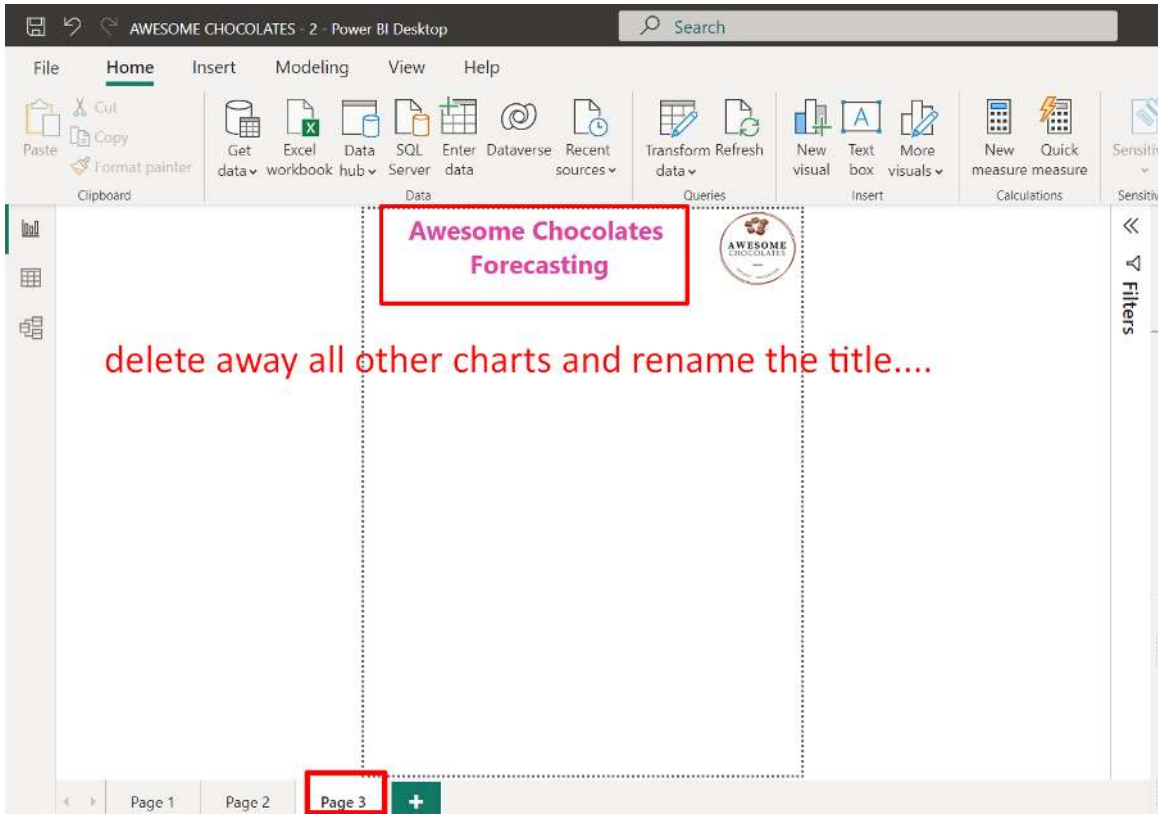 AWESOME CHOCOLATES - 2 - Power BI Desktop
Search
File Home Insert Modeling View Help
Paste
Cut
Copy
Format painter
Clipboard
Get data
Excel workbook
Data hub
SQL Server
Enter data
Dataverse
Recent sources
Data
Transform data
Refresh
Queries
New visual
Text box
More visuals
Insert
New measure
Quick measure
Calculations
Sensitiv
Sensitiv
Awesome Chocolates
Forecasting
AWESOME
CHOCOLATES
Filters
delete away all other charts and rename the title....
Page 1 Page 2 Page 3 +